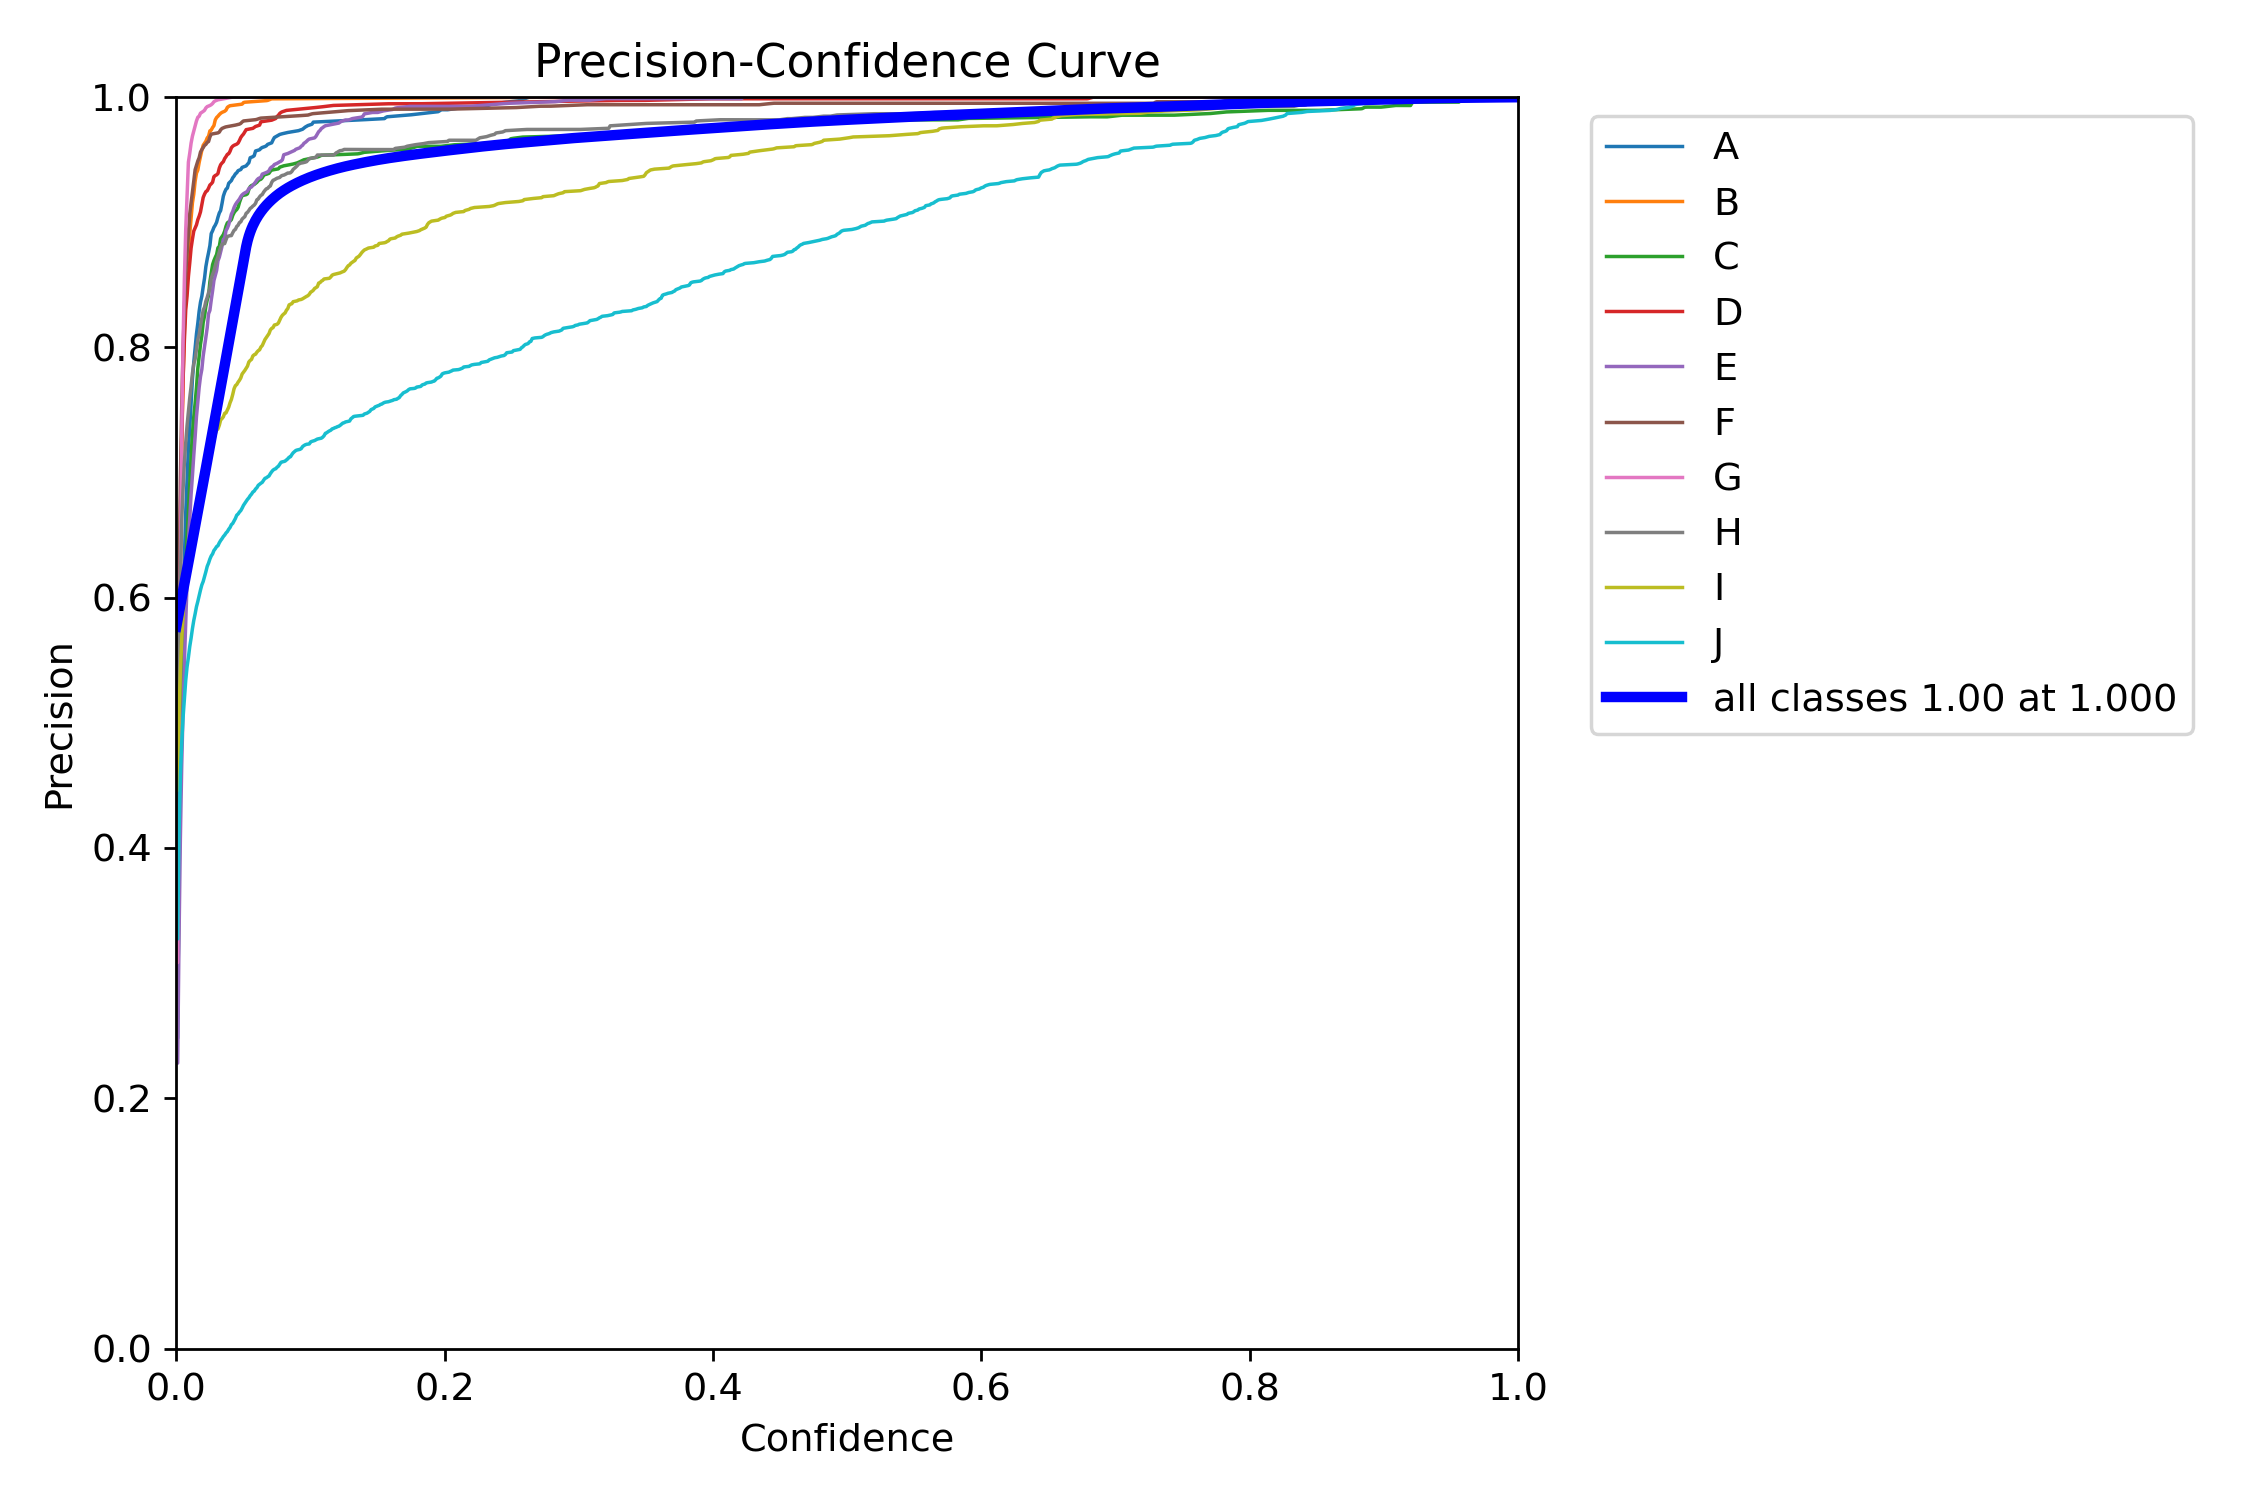 Precision-Confidence Curve
1.0
0.8
0.6
0.4
0.2
0.0
Precision
0.0 0.2 0.4 0.6 0.8 1.0
Confidence
A
B
C
D
E
F
G
H
I
J
all classes 1.00 at 1.000